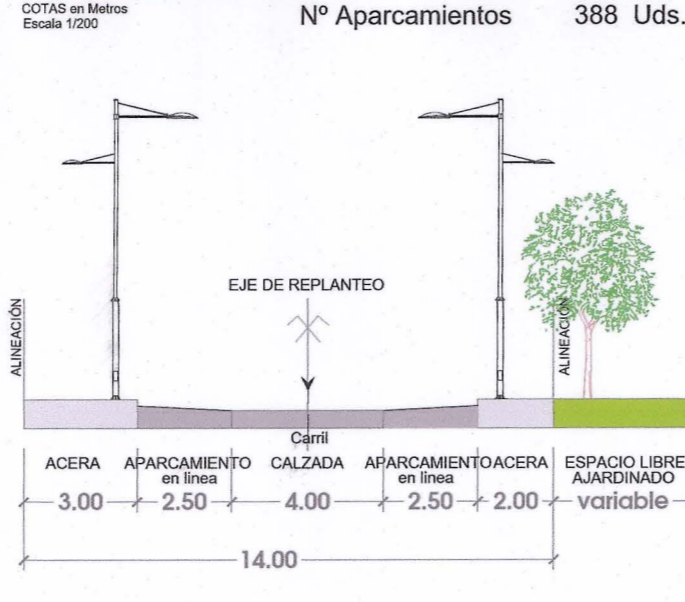 COTAS en Metros
Escala 1/200
Nº Aparcamientos 388 Uds.
EJE DE REPLANTEO
ALINEACIÓN
ALINEACIÓN
Carril
ACERA APARCAMIENTO CALZADA APARCAMIENTO ACERA ESPACIO LIBRE
en linea en linea AJARDINADO
3.00 2.50 4.00 2.50 2.00 variable
14.00